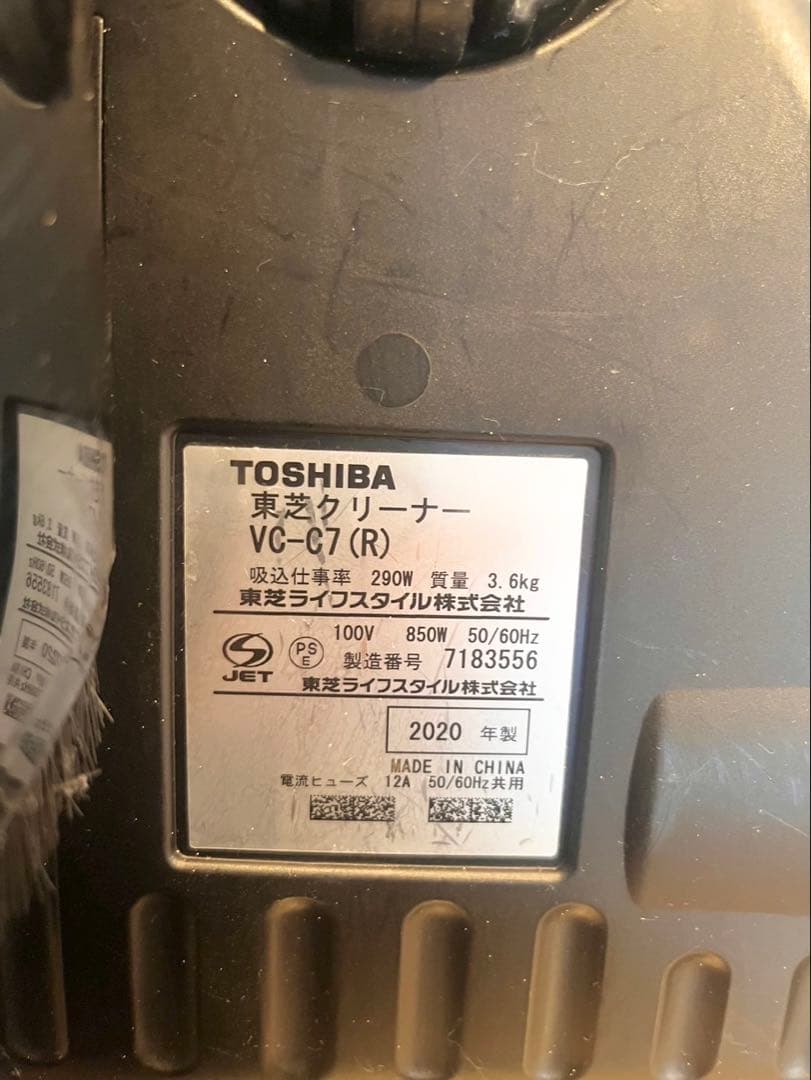 TOSHIBA
東芝クリーナー
VC-C7(R)
吸込仕事率 290W 質量 3.6kg
東芝ライフスタイル株式会社
100V 850W 50/60Hz
JET PSE 製造番号 7183556
東芝ライフスタイル株式会社
2020 年製
MADE IN CHINA
電流ヒューズ 12A 50/60Hz共用